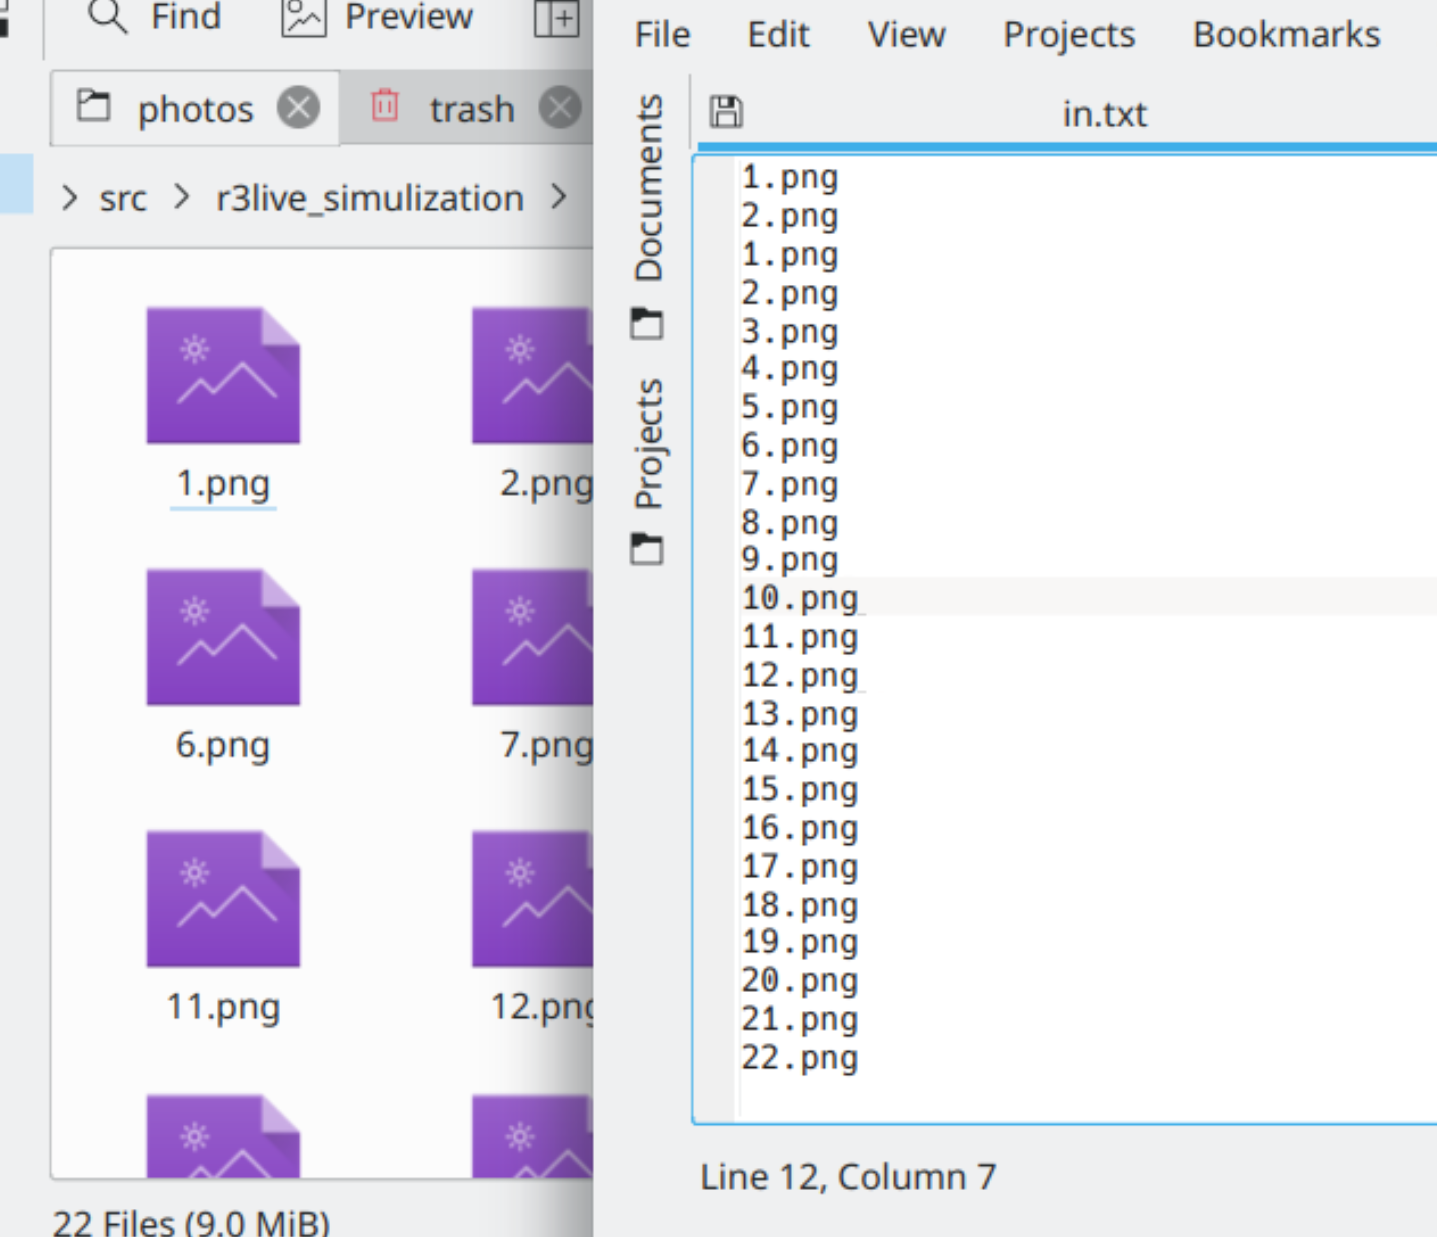 Find
Preview
photos
trash
> src > r3live_simulization >
1.png
2.png
6.png
7.png
11.png
12.png
22 Files (9.0 MiB)
File Edit View Projects Bookmarks
Documents
Projects
in.txt
1.png
2.png
1.png
2.png
3.png
4.png
5.png
6.png
7.png
8.png
9.png
10.png
11.png
12.png
13.png
14.png
15.png
16.png
17.png
18.png
19.png
20.png
21.png
22.png
Line 12, Column 7